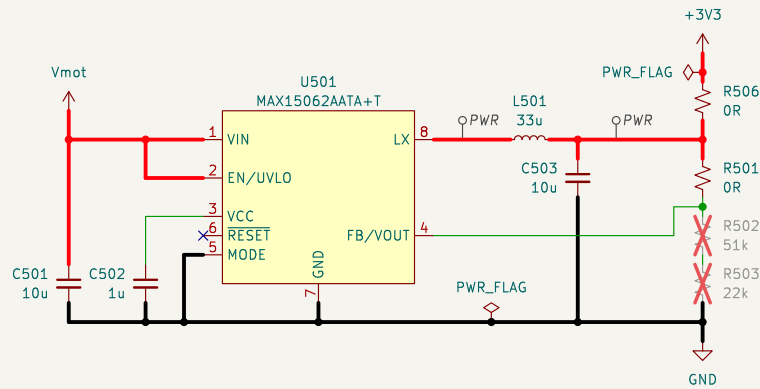 +3V3
Vmot
PWR_FLAG
R506
0R
U501
MAX15062AATA+T
L501
33u
PWR
PWR
1
VIN
LX
8
2
EN/UVLO
C503
10u
R501
0R
3
VCC
6
RESET
FB/VOUT
4
R502
51k
5
MODE
GND
7
C501
10u
C502
1u
PWR_FLAG
R503
22k
GND